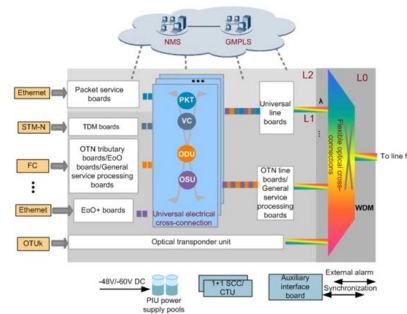 NMS
GMPLS
L2
L0
Ethernet
Packet service
boards
PKT
Universal
line
boards
λ
L1
STM-N
TDM boards
VC
FC
OTN tributary
boards/EoO
boards/General
service processing
boards
ODU
OSU
OTN line
boards/
General
service
processing
boards
Flexible optical cross-
connections
To line f
Ethernet
EoO+ boards
Universal electrical
cross-connection
WDM
OTUk
Optical transponder unit
-48V/-60V DC
PIU power
supply pools
1+1 SCC/
CTU
Auxiliary
interface
board
External alarm
Synchronization